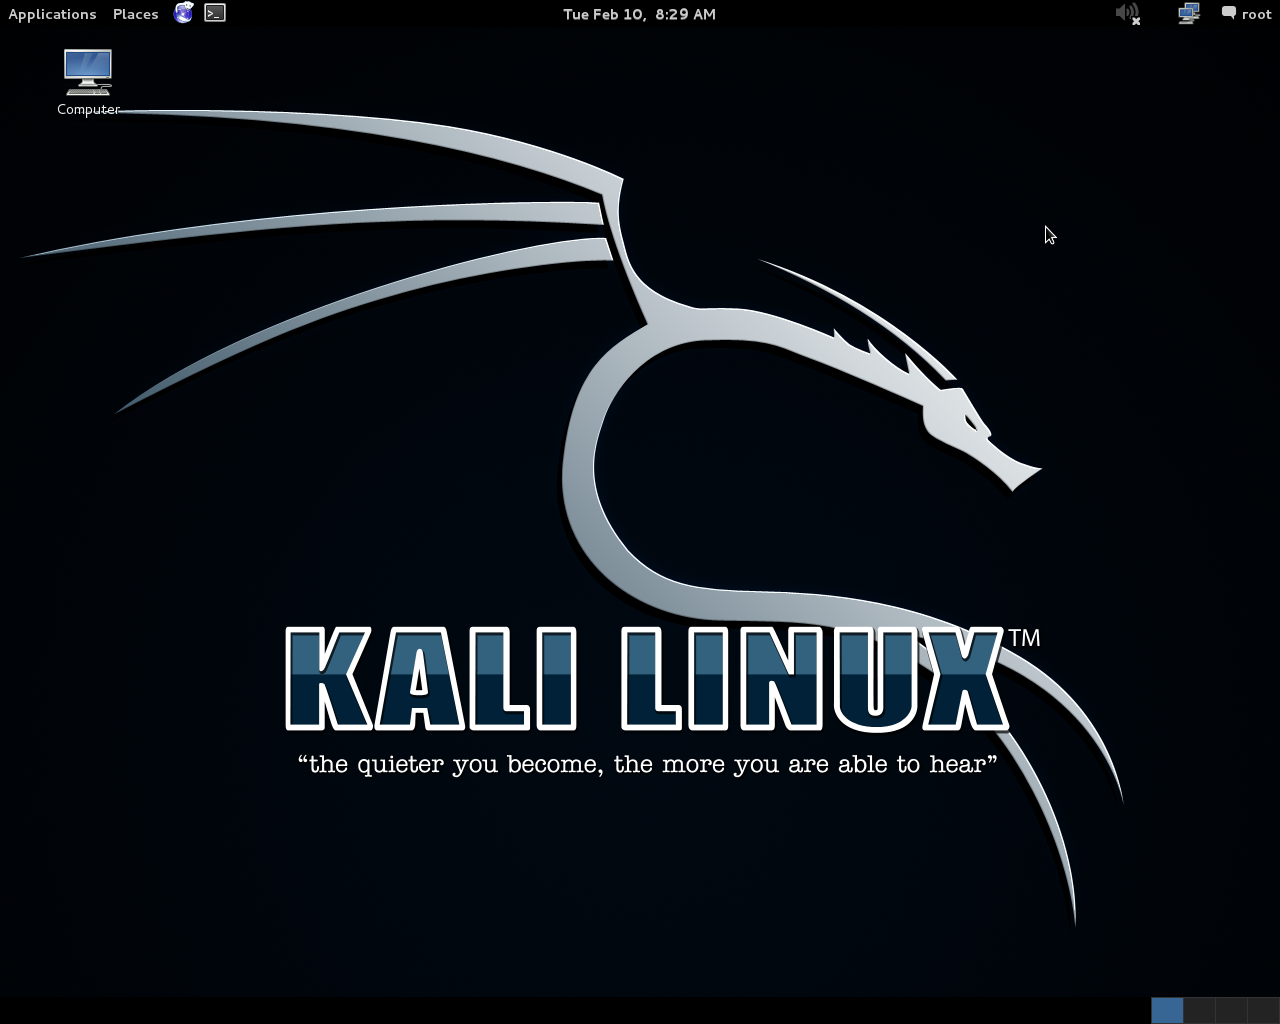 Applications Places Tue Feb 10, 8:29 AM root
>_
Computer
KALI LINUX™
“the quieter you become, the more you are able to hear”